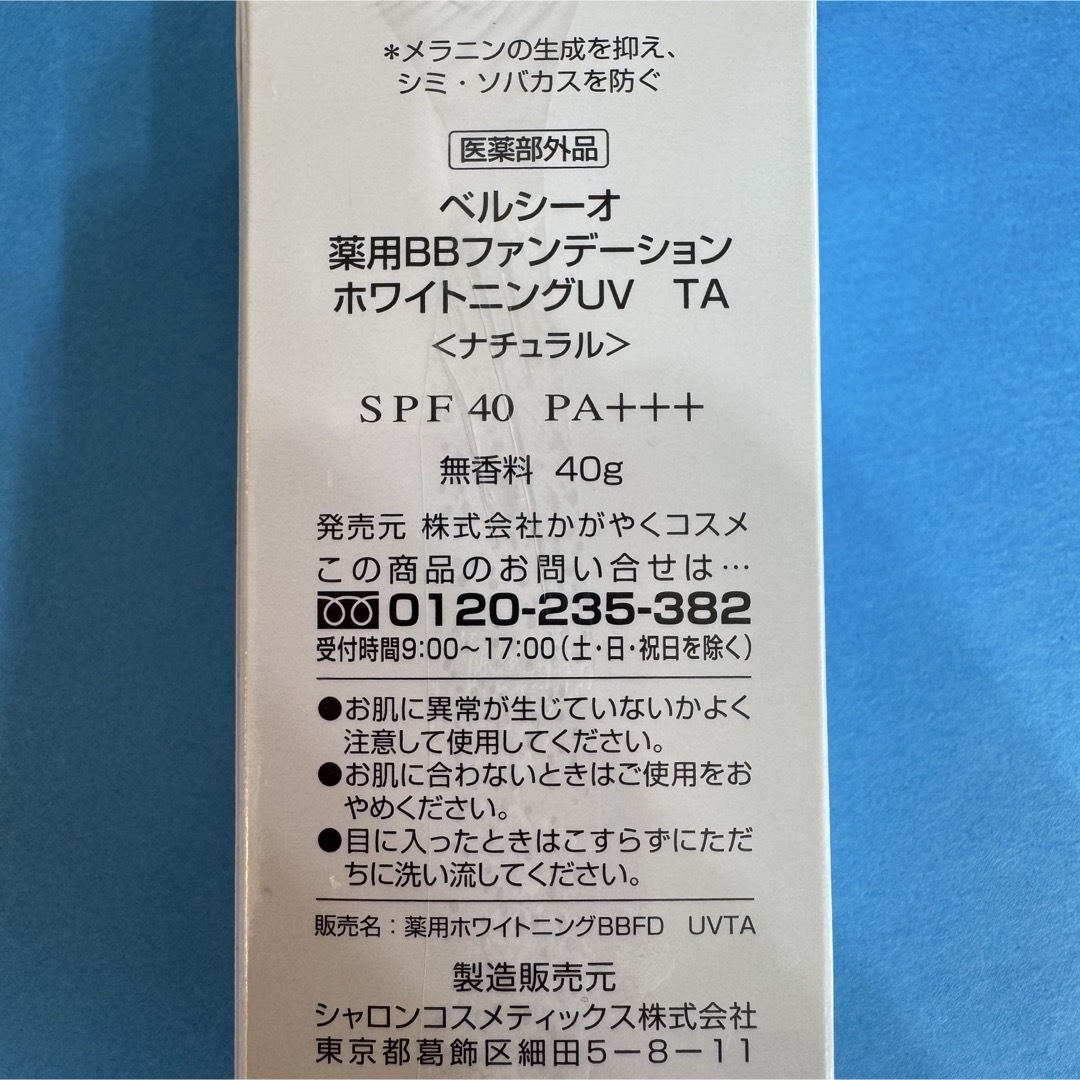 *メラニンの生成を抑え、
シミ・ソバカスを防ぐ
医薬部外品
ベルシーオ
薬用BBファンデーション
ホワイトニングUV　TA
＜ナチュラル＞
SPF 40 PA+++
無香料 40g
発売元 株式会社かがやくコスメ
この商品のお問い合せは…
0120-235-382
受付時間9:00～17:00（土・日・祝日を除く）
●お肌に異常が生じていないかよく
注意して使用してください。
●お肌に合わないときはご使用をお
やめください。
●目に入ったときはこすらずにただ
ちに洗い流してください。
販売名：薬用ホワイトニングBBFD　UVTA
製造販売元
シャロンコスメティックス株式会社
東京都葛飾区細田5－8－11